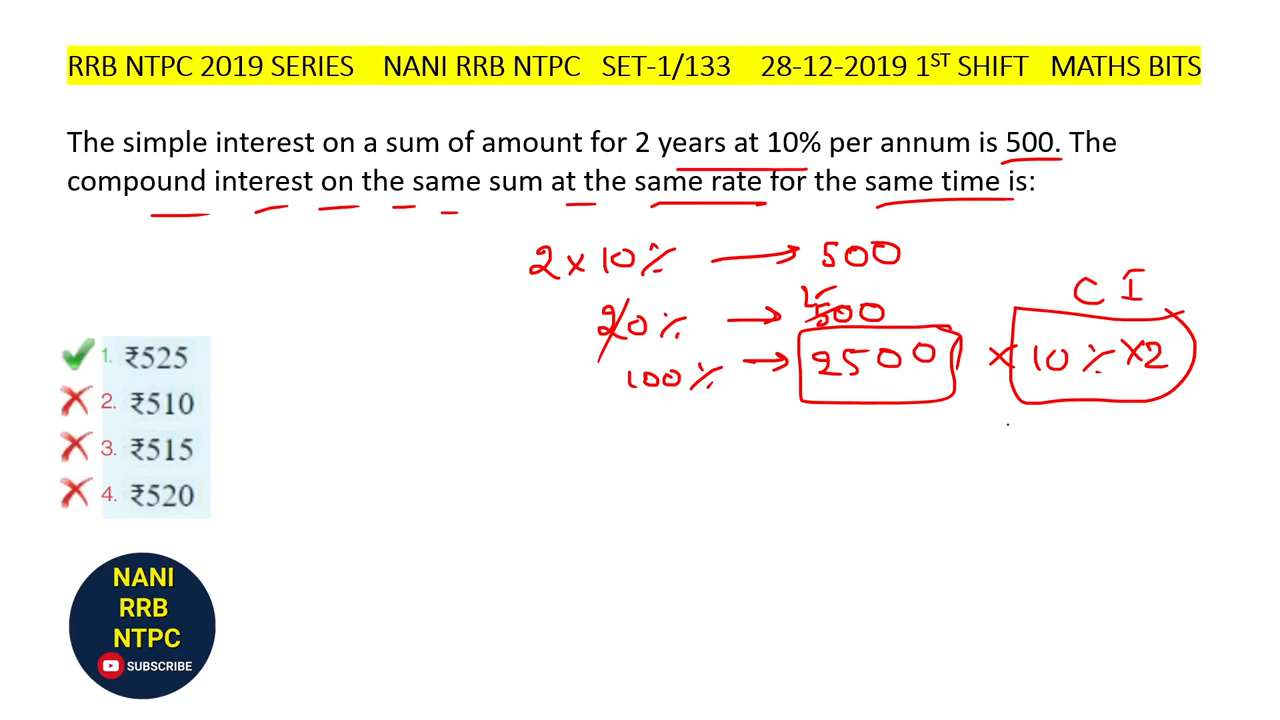 RRB NTPC 2019 SERIES NANI RRB NTPC SET-1/133 28-12-2019 1ST SHIFT MATHS BITS
The simple interest on a sum of amount for 2 years at 10% per annum is 500. The
compound interest on the same sum at the same rate for the same time is:
2 x 10% → 500
C I
20% → 500
100% → 2500 × 10% × 2
1. ₹525
2. ₹510
3. ₹515
4. ₹520
NANI
RRB
NTPC
SUBSCRIBE